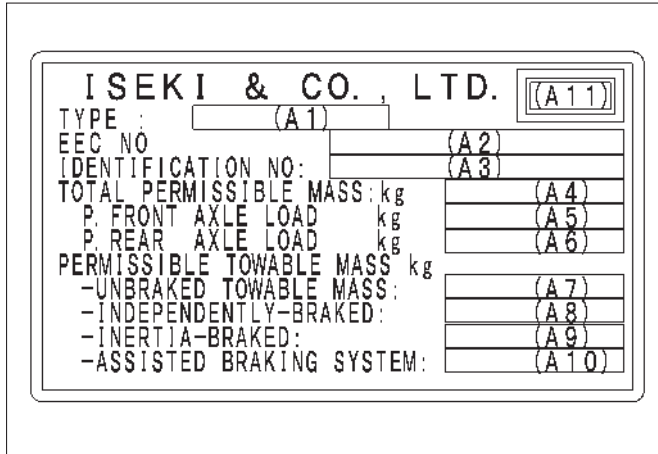 ISEKI & CO., LTD. (A11)
TYPE : (A1)
EEC NO (A2)
IDENTIFICATION NO: (A3)
TOTAL PERMISSIBLE MASS:kg (A4)
P. FRONT AXLE LOAD kg (A5)
P. REAR AXLE LOAD kg (A6)
PERMISSIBLE TOWABLE MASS kg
-UNBRAKED TOWABLE MASS: (A7)
-INDEPENDENTLY-BRAKED: (A8)
-INERTIA-BRAKED: (A9)
-ASSISTED BRAKING SYSTEM: (A10)